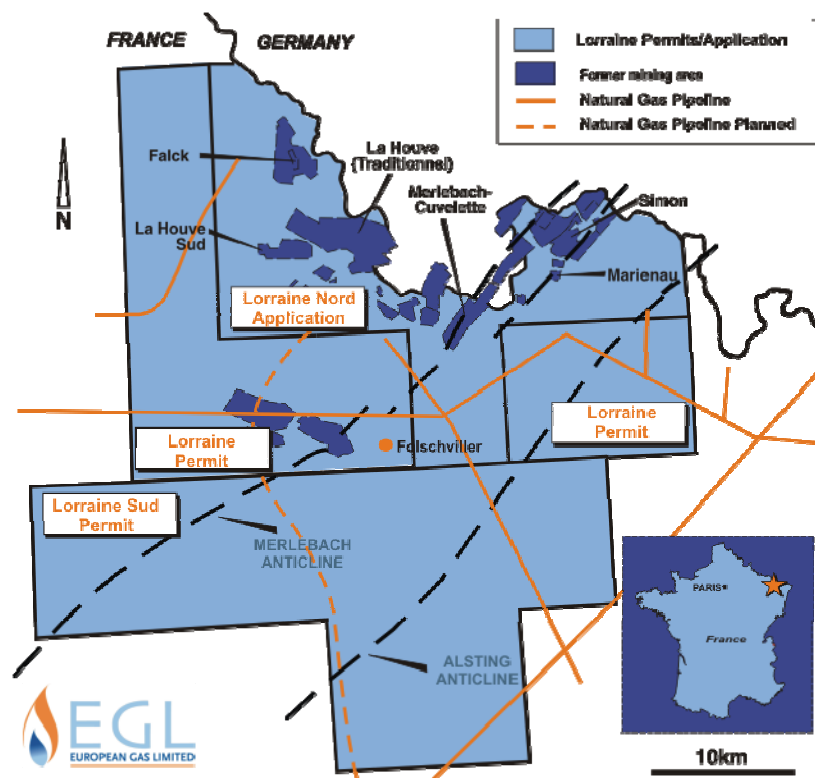 FRANCE
GERMANY
Lorraine Permits/Application
Former mining area
Natural Gas Pipeline
Natural Gas Pipeline Planned
N
Falck
La Houve
(Traditionnel)
Merlebach-
Cuvelette
Simon
La Houve
Sud
Marienau
Lorraine Nord
Application
Lorraine
Permit
Folschviller
Lorraine
Permit
Lorraine Sud
Permit
MERLEBACH
ANTICLINE
ALSTING
ANTICLINE
PARIS
France
EGL
EUROPEAN GAS LIMITED
10km